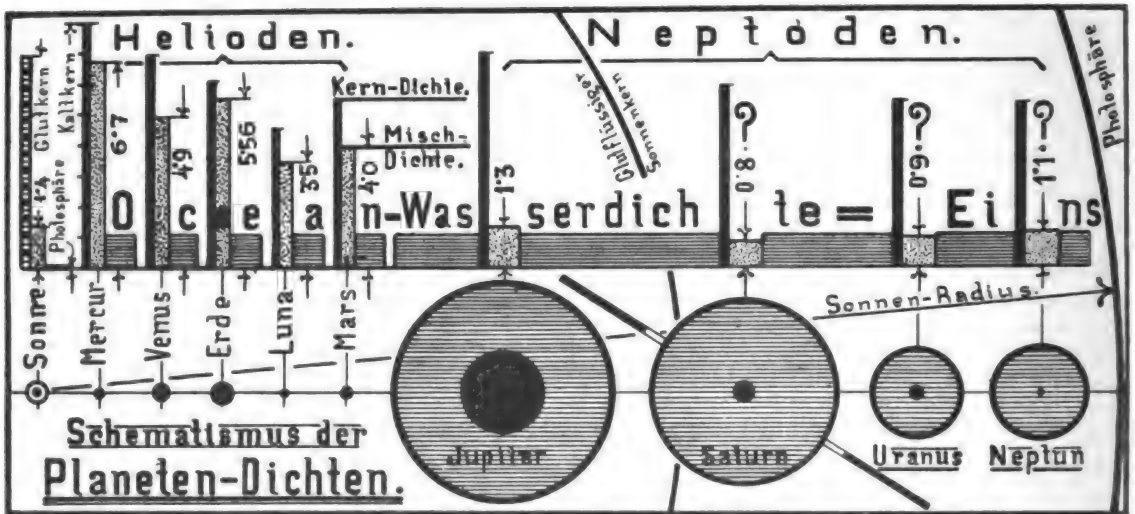 Helioden.
Neptöden.
Photosphäre
Glutkern
Kaltkern
Photosphäre
Glutflüssiger
Sonnenkern
Kern-Dichte.
Misch-
Dichte.
1·4
6·7
4·9
5·56
3·5
4·0
1·3
0·8·?
0·9·?
1·1·?
Ocean-Wasserdichte=Eins
Sonne
Mercur
Venus
Erde
Luna
Mars
Sonnen-Radius.
Jupiter
Saturn
Uranus
Neptun
Schematismus der
Planeten-Dichten.